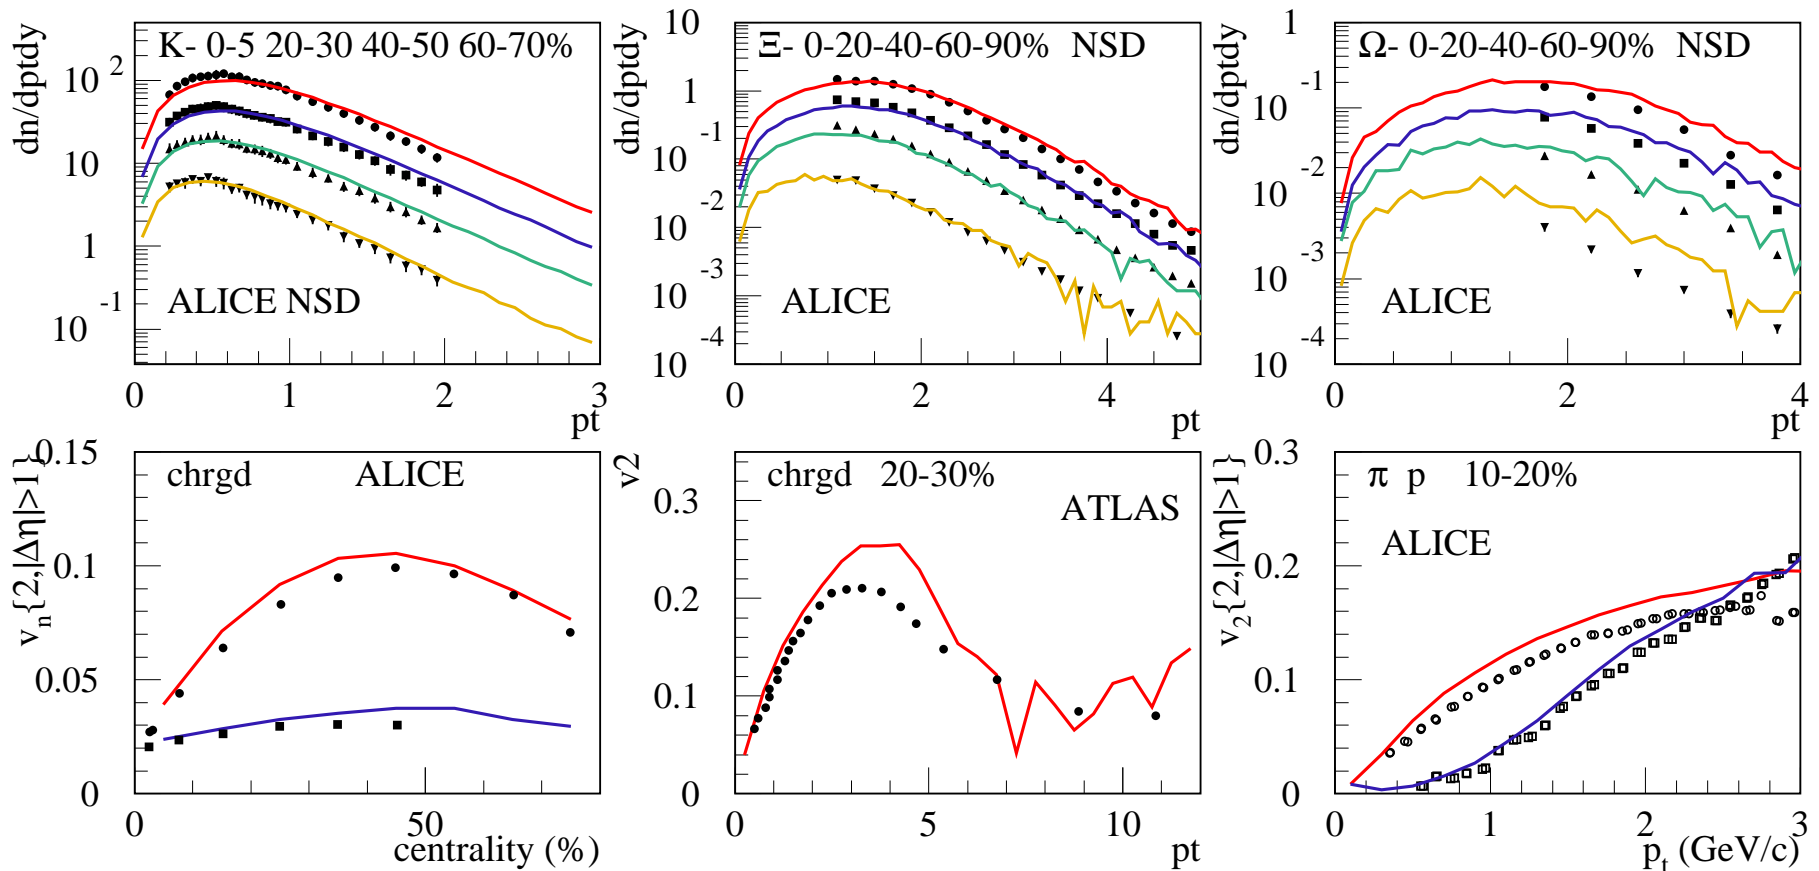 K- 0-5 20-30 40-50 60-70%
dn/dptdy
10 2
10
1
-1
10
ALICE NSD
0 1 2 3
pt
Ξ- 0-20-40-60-90% NSD
dn/dptdy
10
1
-1
10
-2
10
-3
10
-4
10
ALICE
0 2 4
pt
Ω- 0-20-40-60-90% NSD
dn/dptdy
1
-1
10
-2
10
-3
10
-4
10
ALICE
0 2 4
pt
chrgd ALICE
v_n{2,|Δη|>1}
0.15
0.1
0.05
0
0 50
centrality (%)
chrgd 20-30%
ATLAS
v2
0.3
0.2
0.1
0
0 5 10
pt
π p 10-20%
ALICE
v_2{2,|Δη|>1}
0.3
0.2
0.1
0
0 1 2 3
p_t (GeV/c)